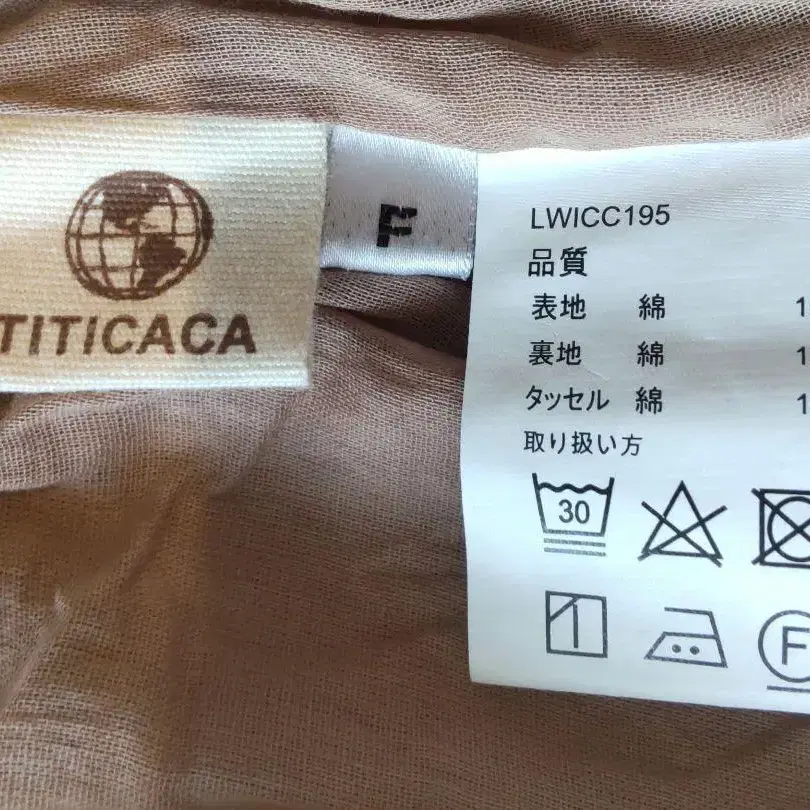 TITICACA
F
LWICC195
品質
表地 綿 1
裏地 綿 1
タッセル 綿 1
取り扱い方
30
F